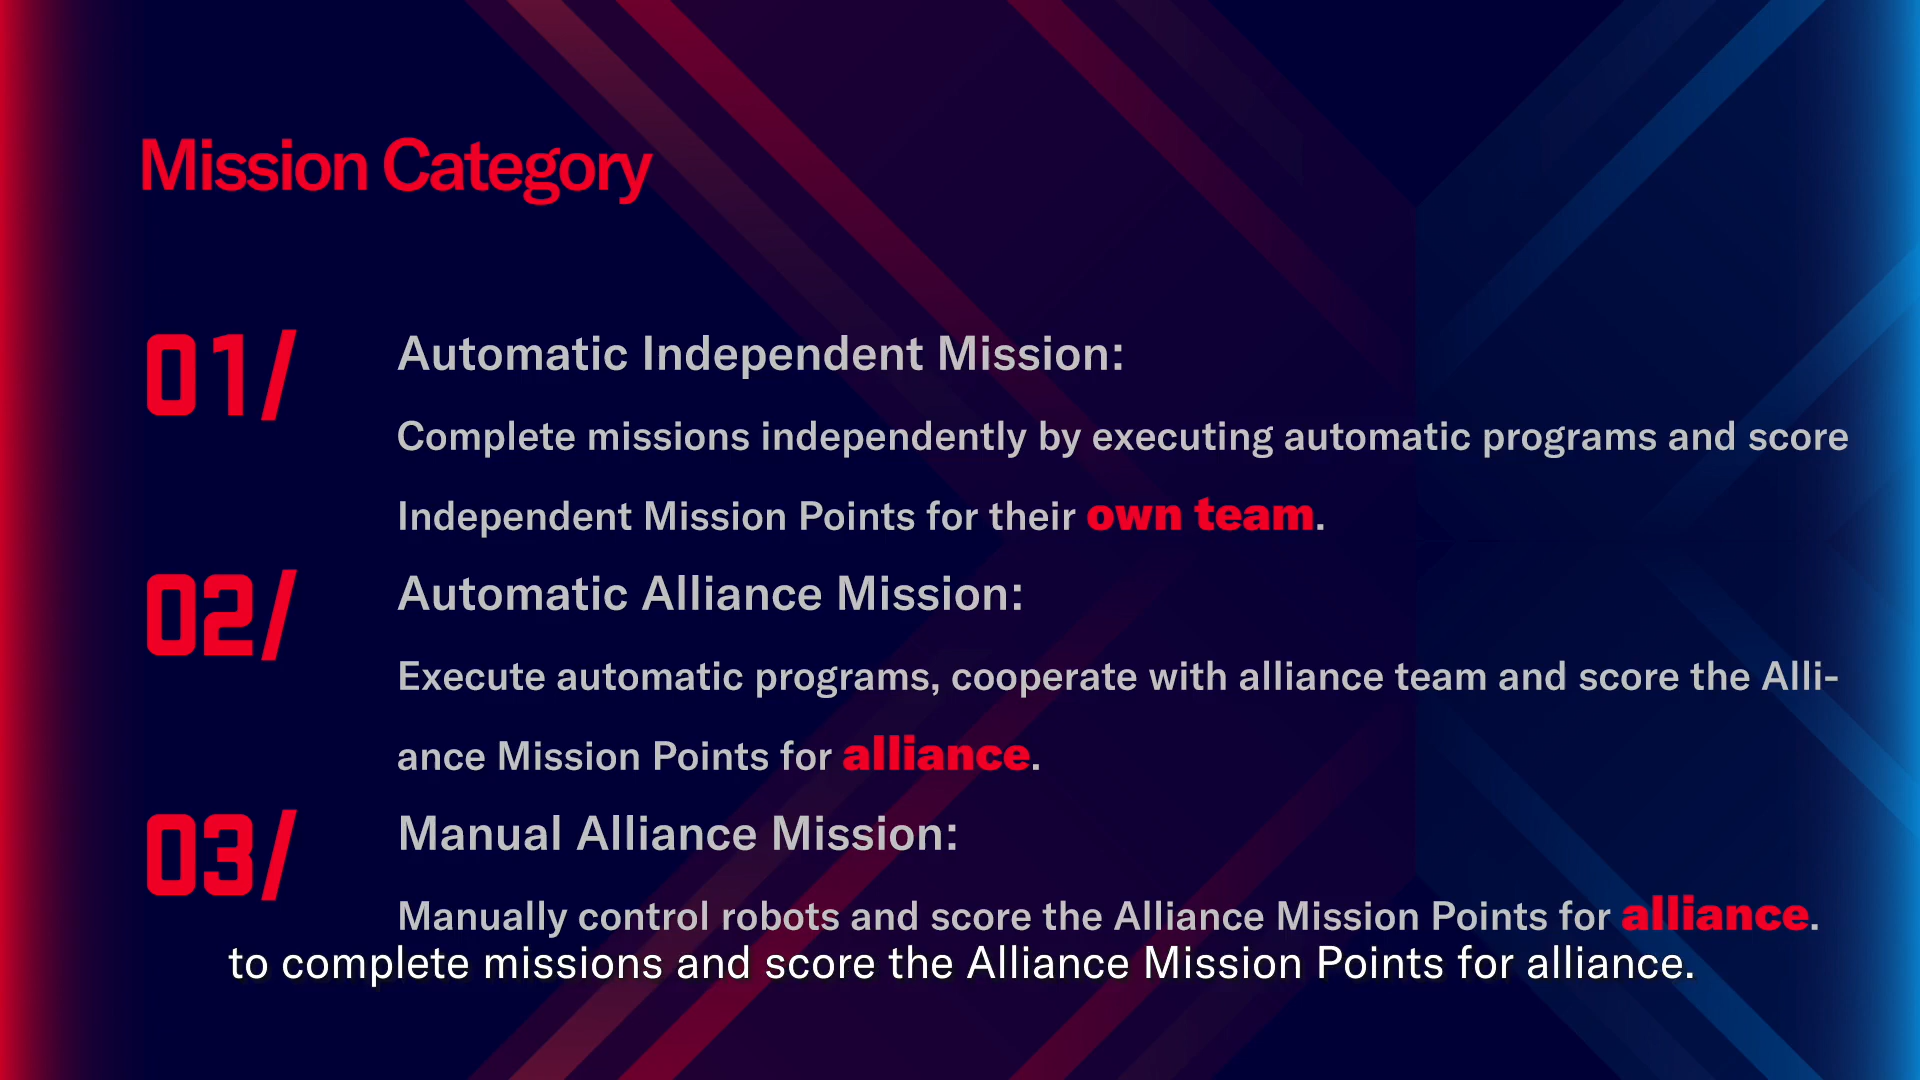 Mission Category
01/
Automatic Independent Mission:
Complete missions independently by executing automatic programs and score
Independent Mission Points for their own team.
02/
Automatic Alliance Mission:
Execute automatic programs, cooperate with alliance team and score the Alli-
ance Mission Points for alliance.
03/
Manual Alliance Mission:
Manually control robots and score the Alliance Mission Points for alliance.
to complete missions and score the Alliance Mission Points for alliance.